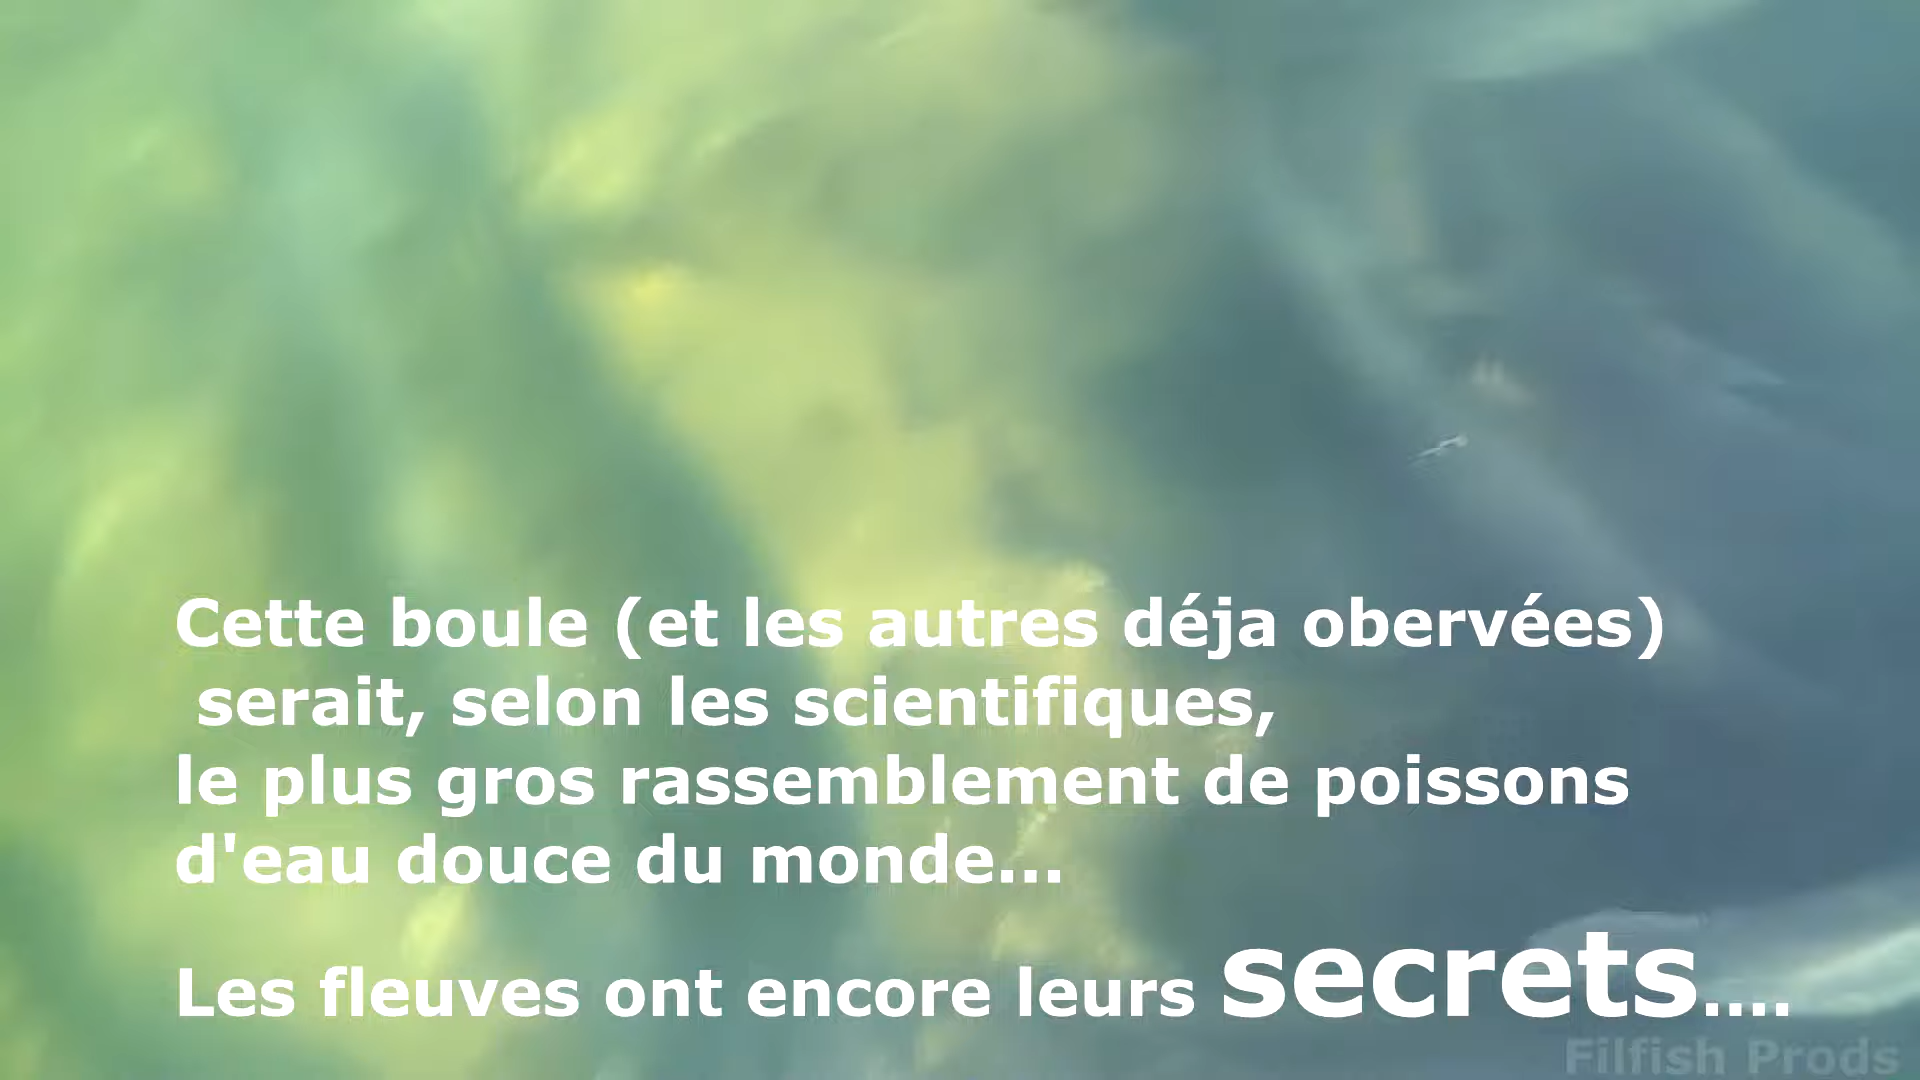 Cette boule (et les autres déja obervées)
serait, selon les scientifiques,
le plus gros rassemblement de poissons
d'eau douce du monde...
Les fleuves ont encore leurs secrets....
Filfish Prods